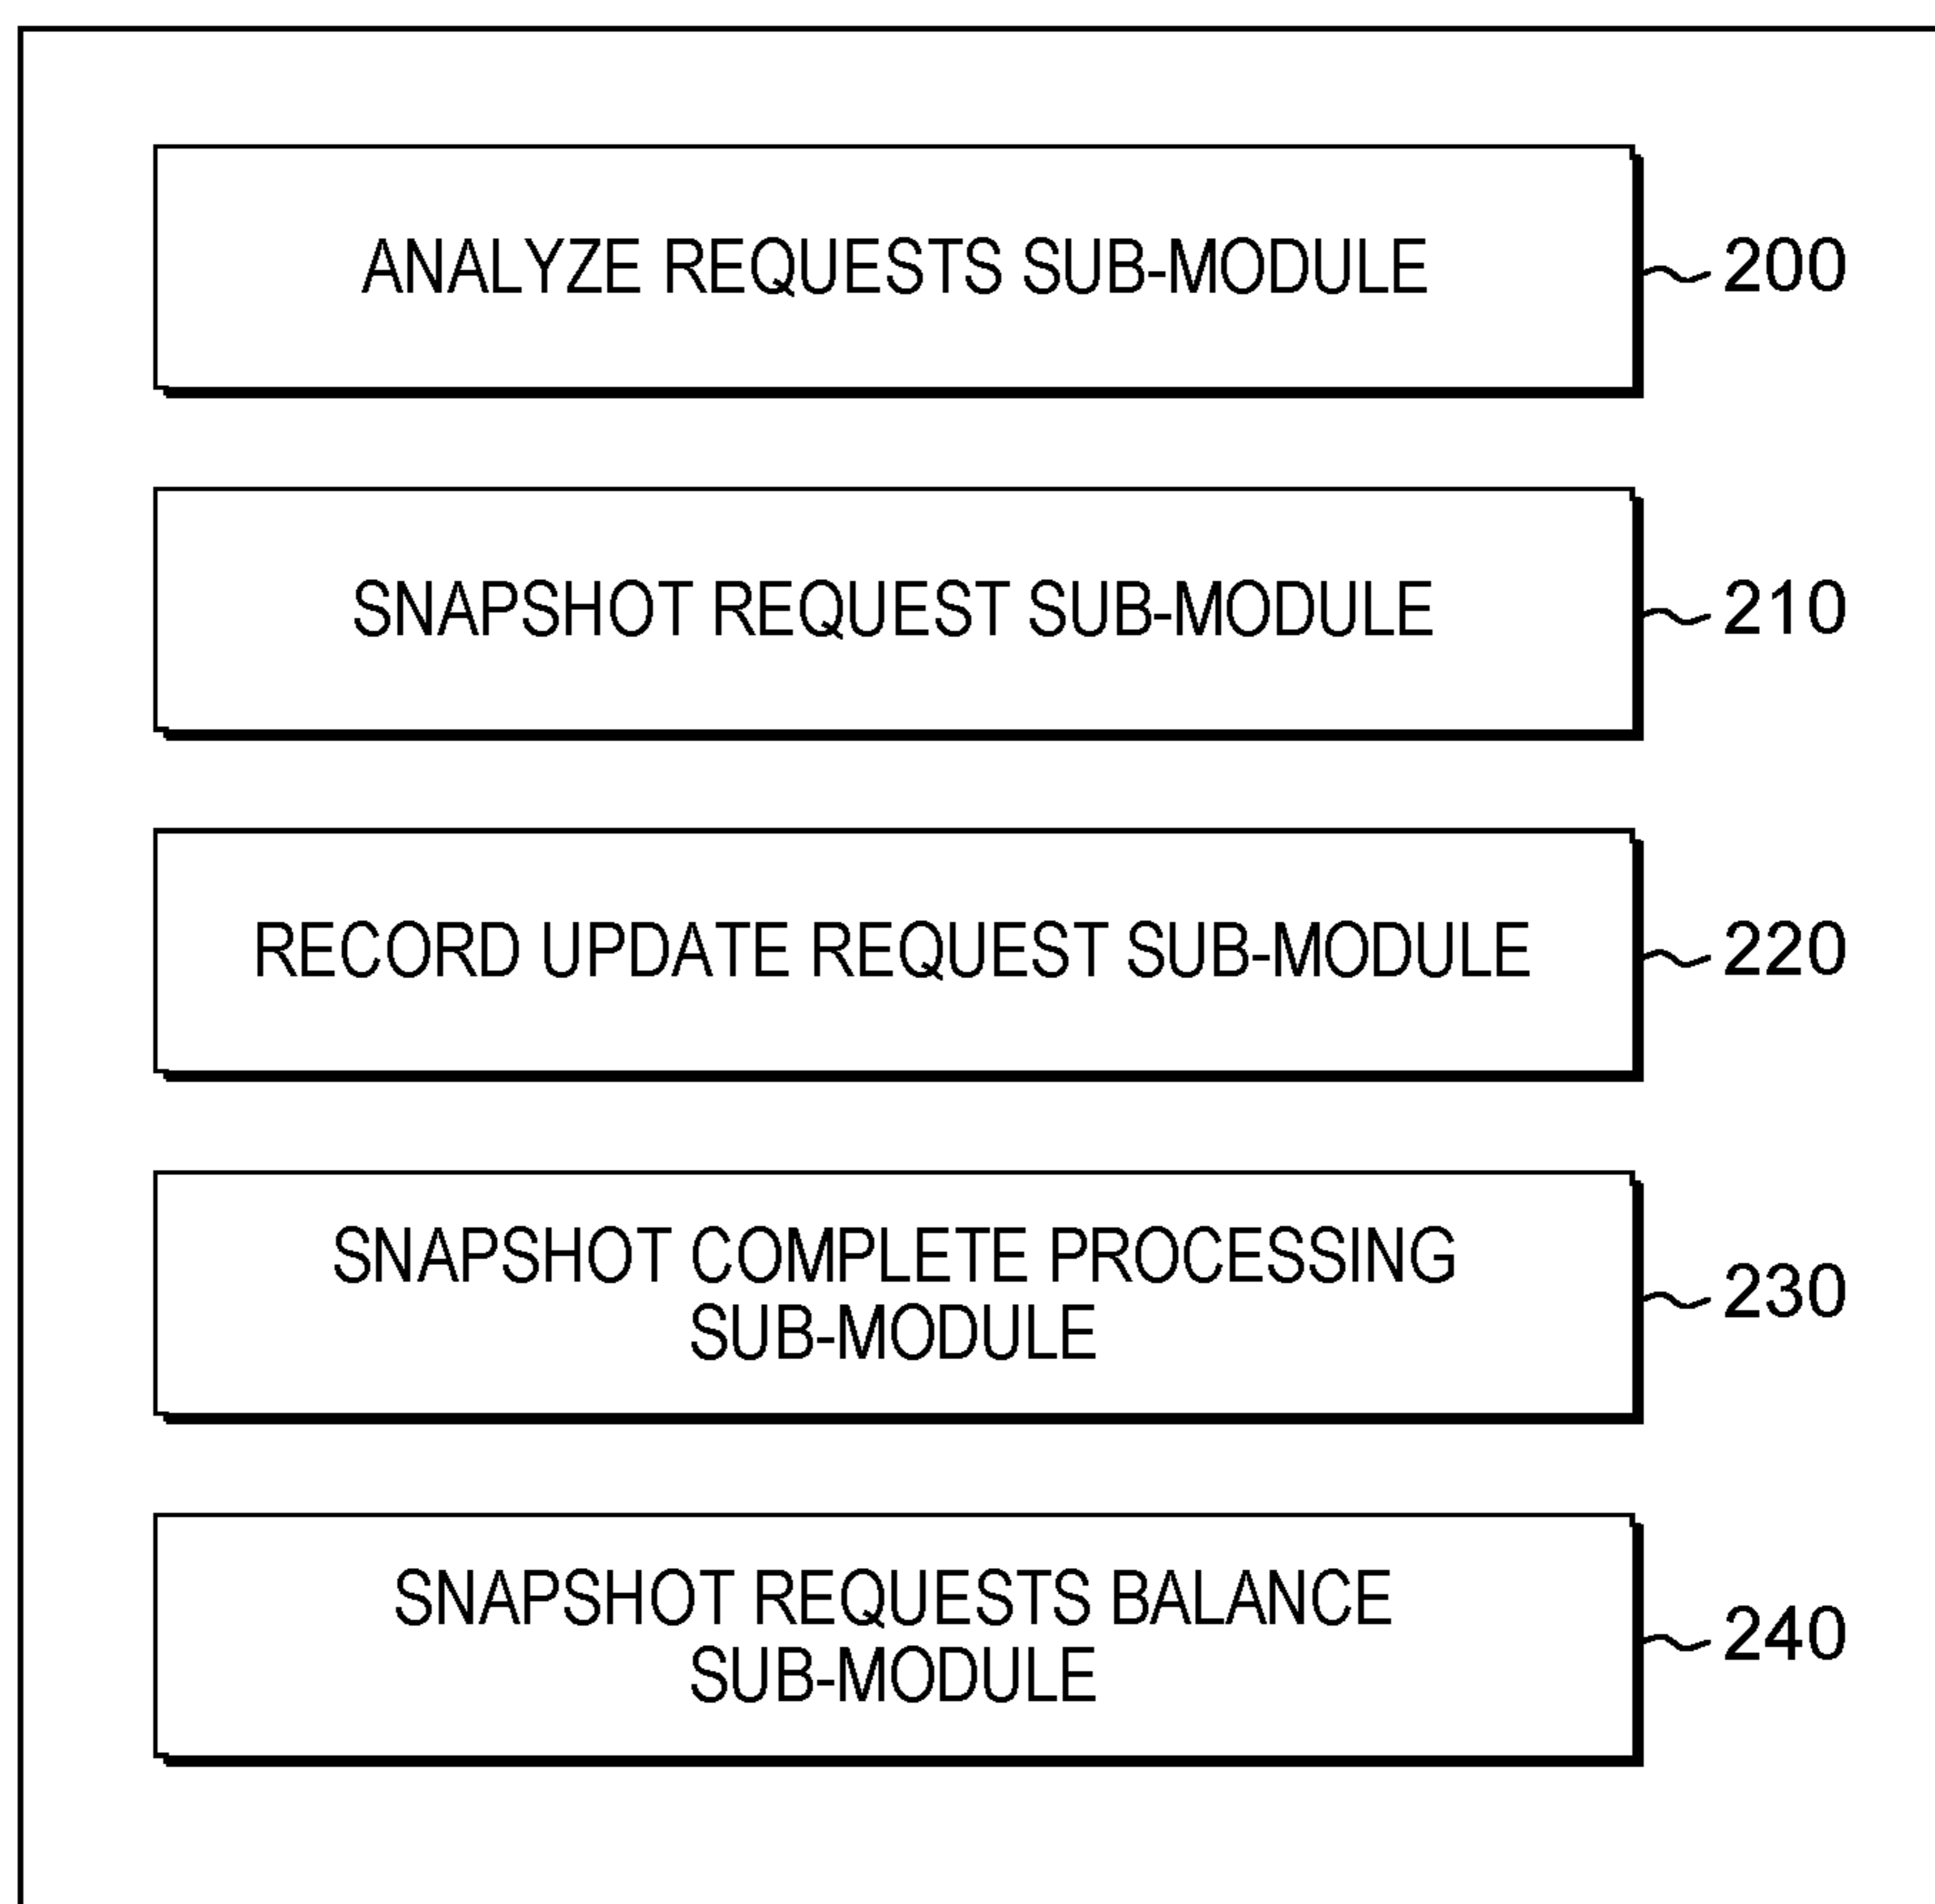 ANALYZE REQUESTS SUB-MODULE
200
SNAPSHOT REQUEST SUB-MODULE
210
RECORD UPDATE REQUEST SUB-MODULE
220
SNAPSHOT COMPLETE PROCESSING
SUB-MODULE
230
SNAPSHOT REQUESTS BALANCE
SUB-MODULE
240